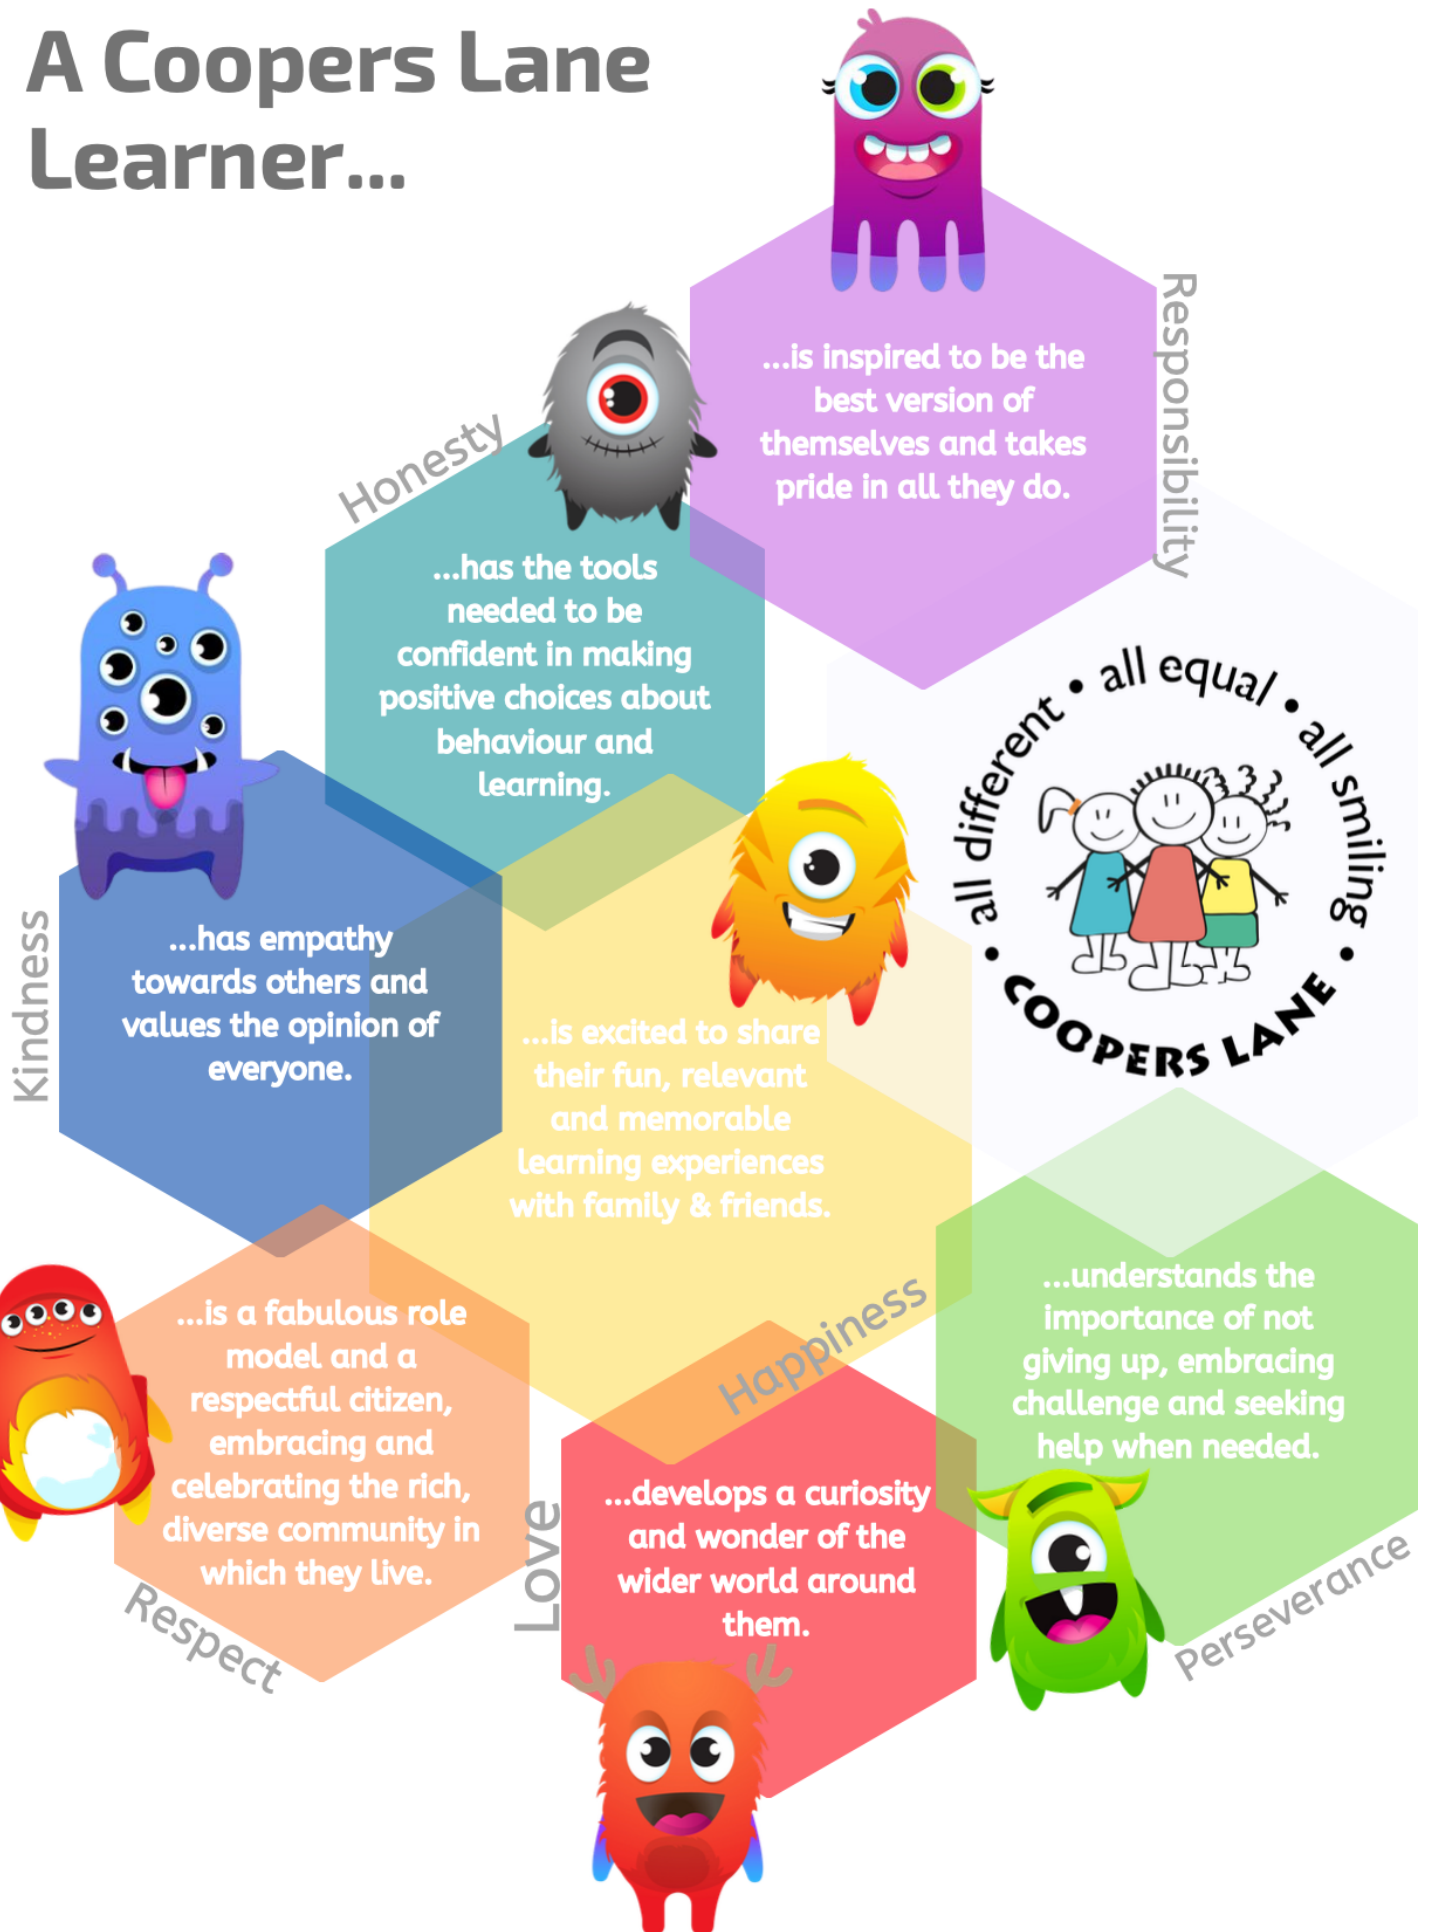 A Coopers Lane
Learner...
Responsibility
...is inspired to be the
best version of
themselves and takes
pride in all they do.
Honesty
...has the tools
needed to be
confident in making
positive choices about
behaviour and
learning.
• all different • all equal • all smiling •
COOPERS LANE
Kindness
...has empathy
towards others and
values the opinion of
everyone.
...is excited to share
their fun, relevant
and memorable
learning experiences
with family & friends.
Happiness
...understands the
importance of not
giving up, embracing
challenge and seeking
help when needed.
Perseverance
...is a fabulous role
model and a
respectful citizen,
embracing and
celebrating the rich,
diverse community in
which they live.
Respect
Love
...develops a curiosity
and wonder of the
wider world around
them.